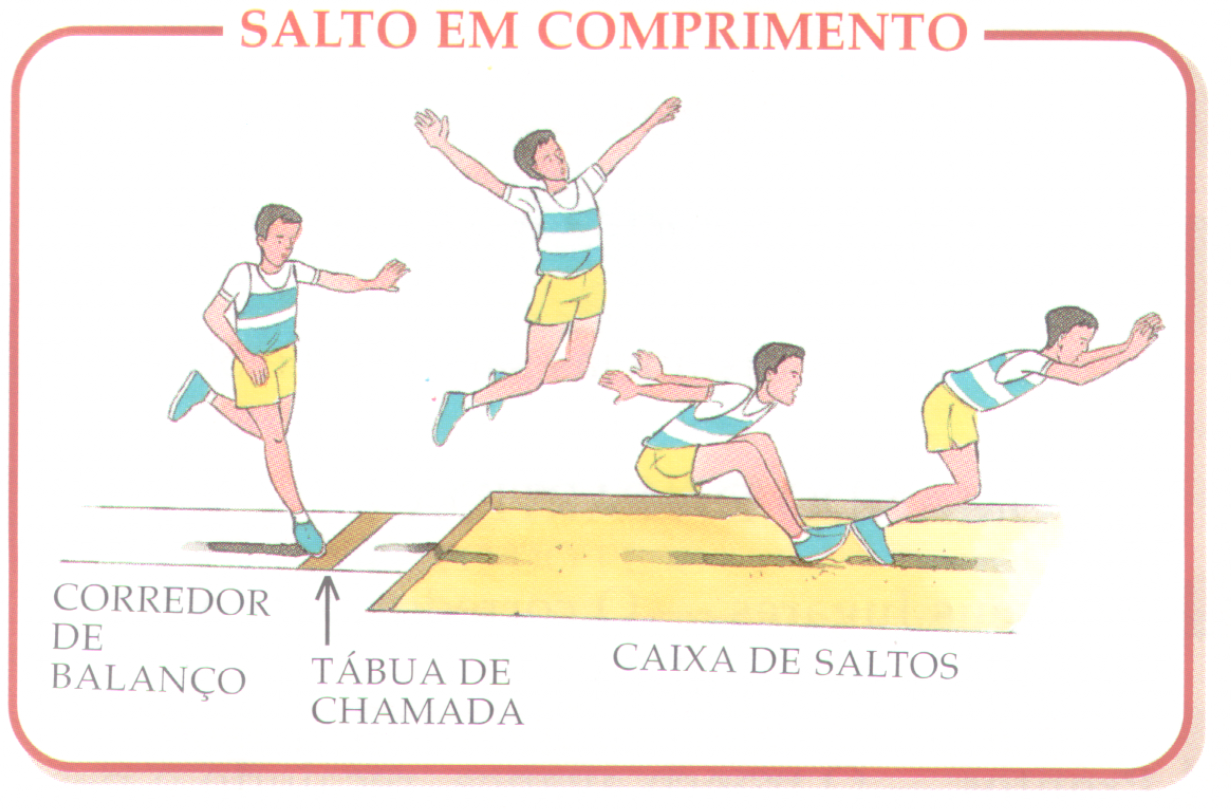 SALTO EM COMPRIMENTO
CORREDOR
DE
BALANÇO
TÁBUA DE
CHAMADA
CAIXA DE SALTOS